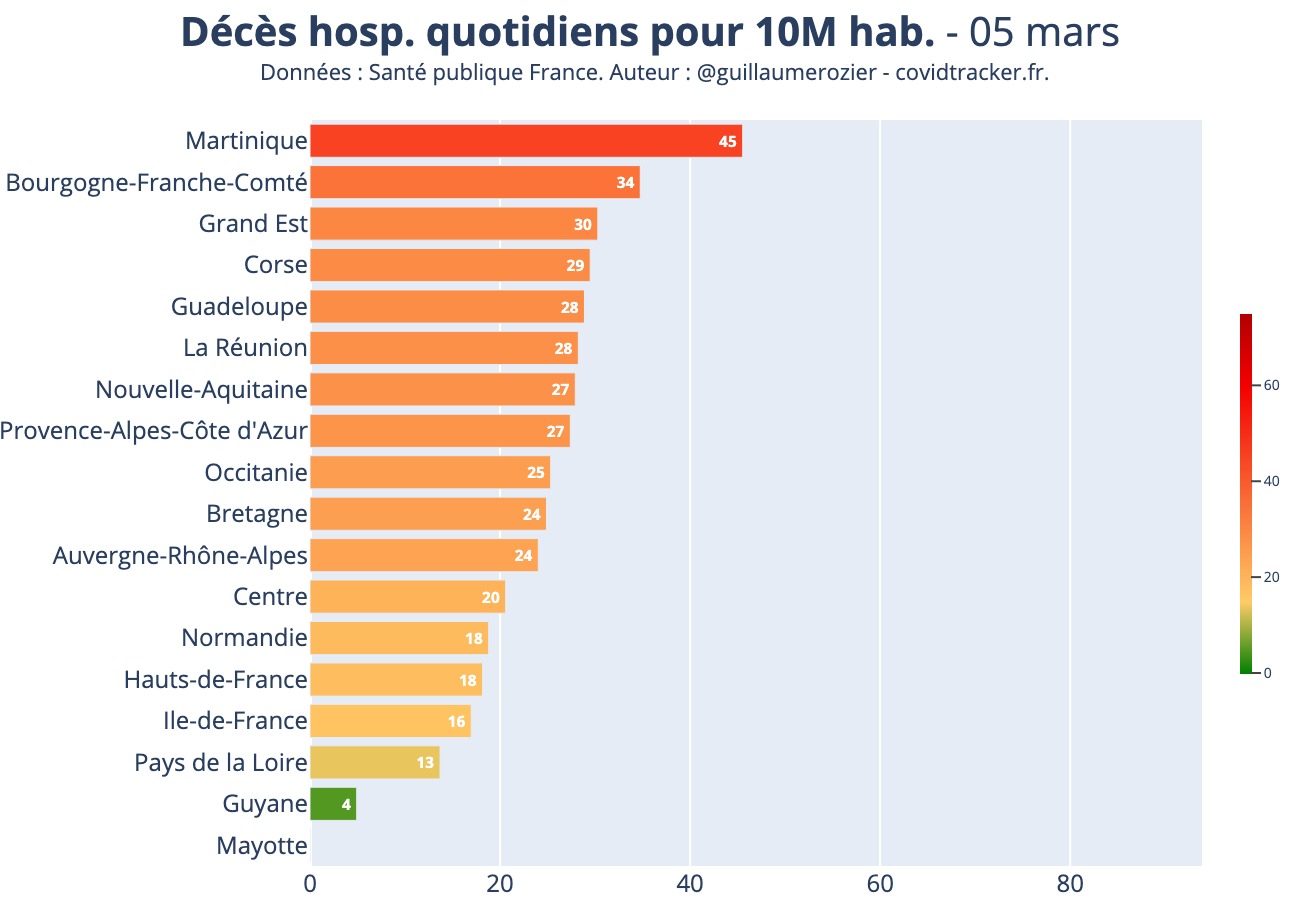 Décès hosp. quotidiens pour 10M hab. - 05 mars
Données : Santé publique France. Auteur : @guillaumerozier - covidtracker.fr.
Martinique 45
Bourgogne-Franche-Comté 34
Grand Est 30
Corse 29
Guadeloupe 28
La Réunion 28
Nouvelle-Aquitaine 27
Provence-Alpes-Côte d'Azur 27
Occitanie 25
Bretagne 24
Auvergne-Rhône-Alpes 24
Centre 20
Normandie 18
Hauts-de-France 18
Ile-de-France 16
Pays de la Loire 13
Guyane 4
Mayotte
0 20 40 60 80
60
40
20
0